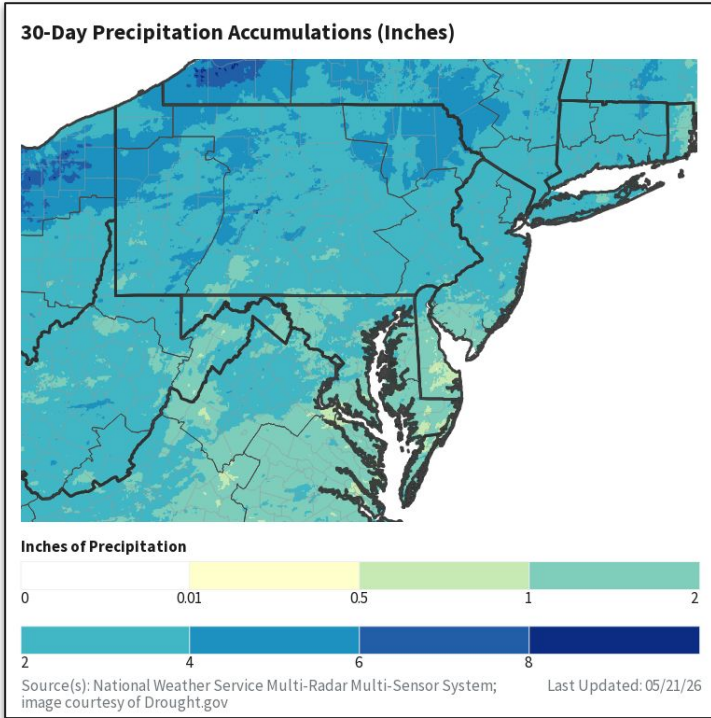 30-Day Precipitation Accumulations (Inches)
Inches of Precipitation
0 0.01 0.5 1 2
2 4 6 8
Source(s): National Weather Service Multi-Radar Multi-Sensor System; Last Updated: 05/21/26
image courtesy of Drought.gov